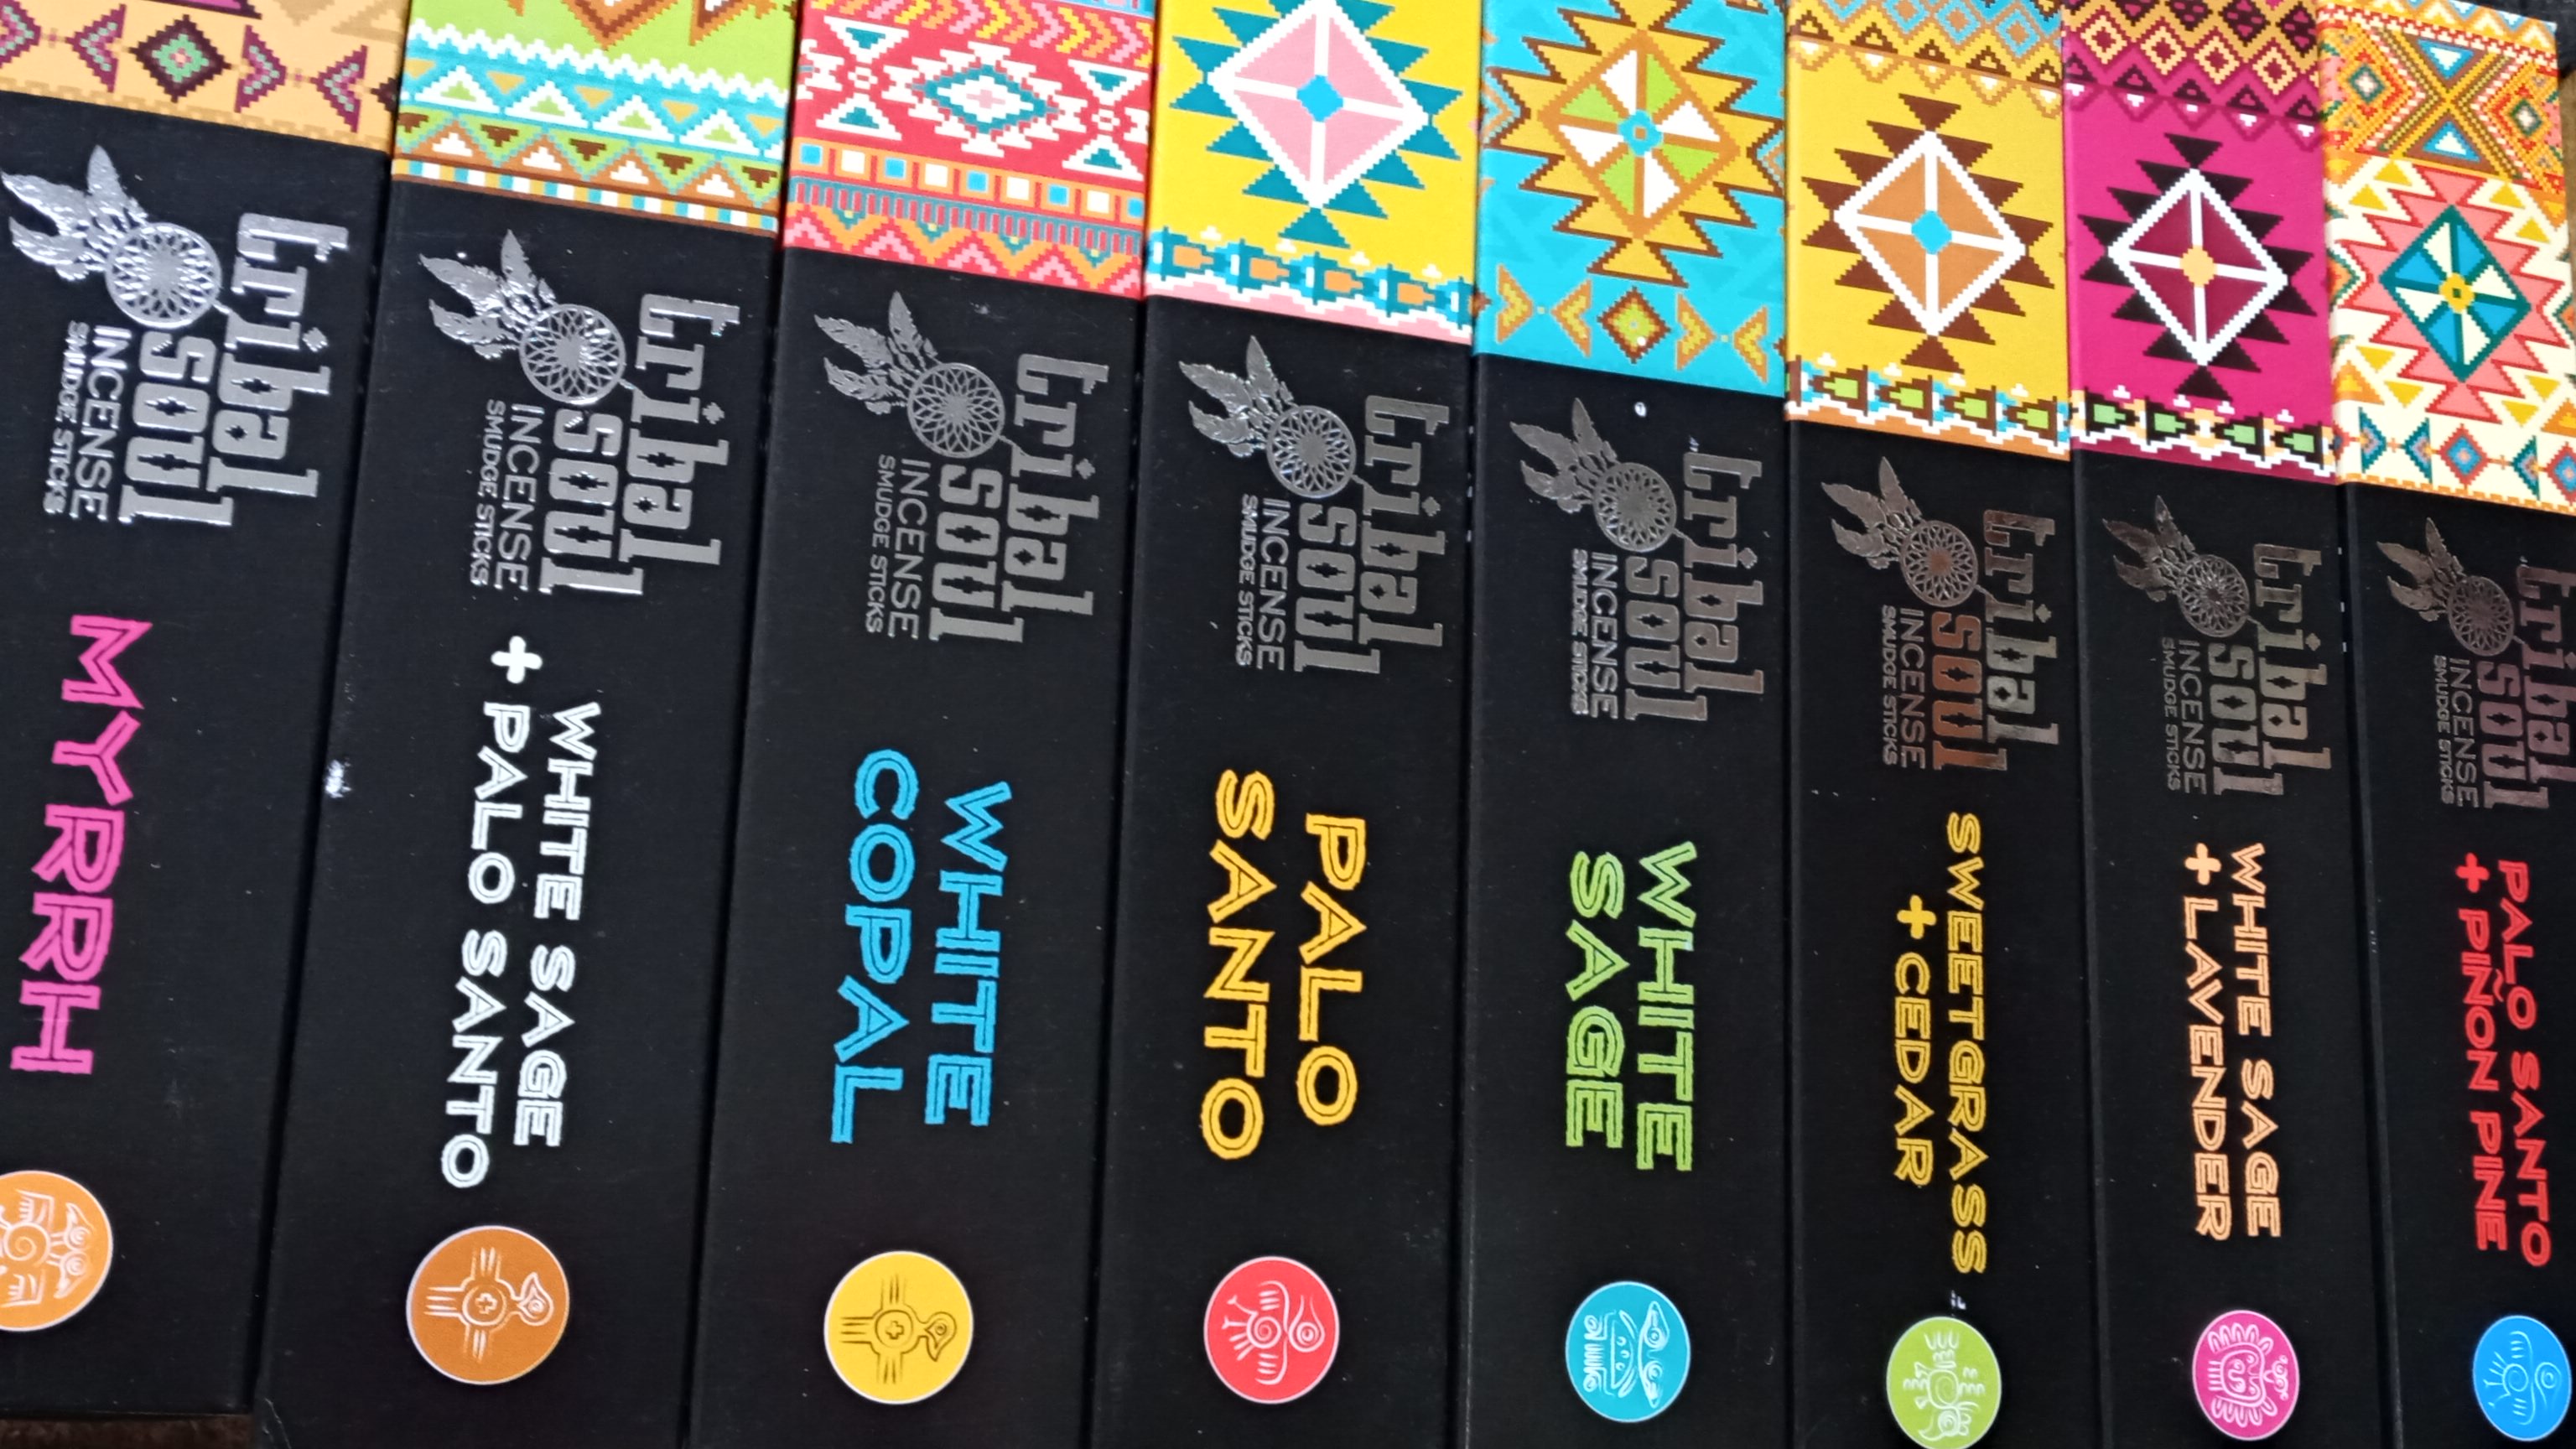 tribal
soul
INCENSE
SMUDGE STICKS
MYRRH
tribal
soul
INCENSE
SMUDGE STICKS
WHITE SAGE
+ PALO SANTO
tribal
soul
INCENSE
SMUDGE STICKS
WHITE
COPAL
tribal
soul
INCENSE
SMUDGE STICKS
PALO
SANTO
tribal
soul
INCENSE
SMUDGE STICKS
WHITE
SAGE
tribal
soul
INCENSE
SMUDGE STICKS
SWEETGRASS
+ CEDAR
tribal
soul
INCENSE
SMUDGE STICKS
WHITE SAGE
+ LAVENDER
tribal
soul
INCENSE
SMUDGE STICKS
PALO SANTO
+ PIÑON PINE